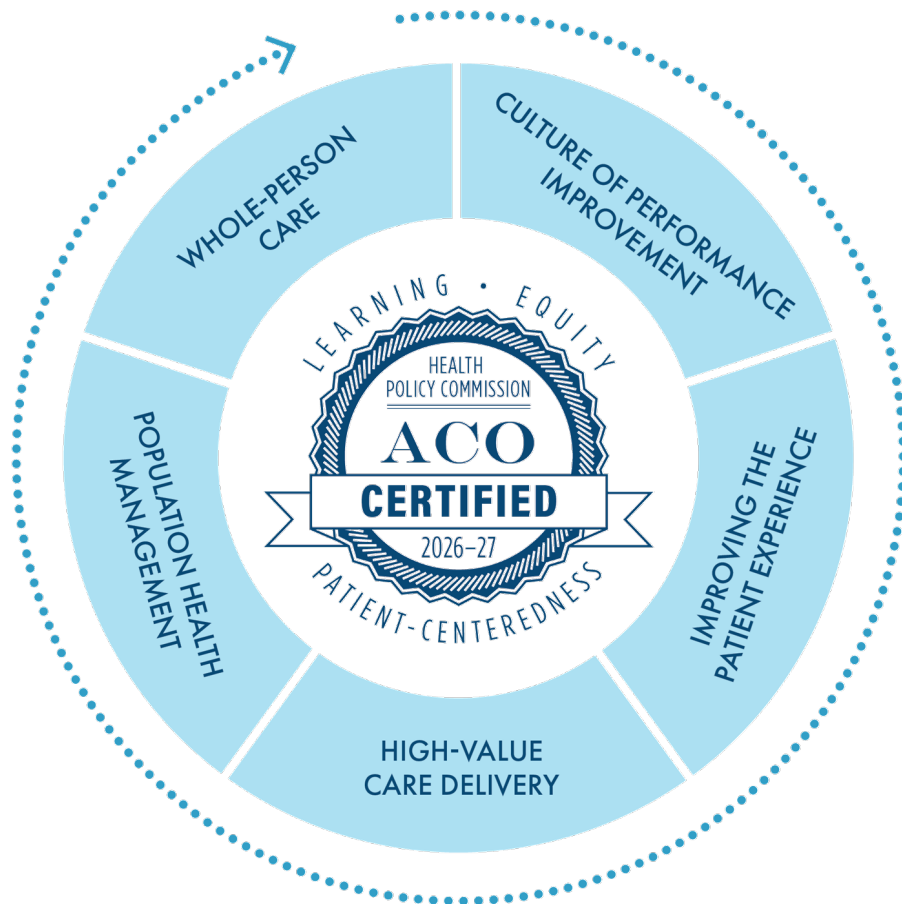 CULTURE OF PERFORMANCE
IMPROVEMENT
IMPROVING THE
PATIENT EXPERIENCE
HIGH-VALUE
CARE DELIVERY
POPULATION HEALTH
MANAGEMENT
WHOLE-PERSON
CARE
LEARNING • EQUITY
HEALTH
POLICY COMMISSION
ACO
CERTIFIED
2026–27
PATIENT-CENTEREDNESS